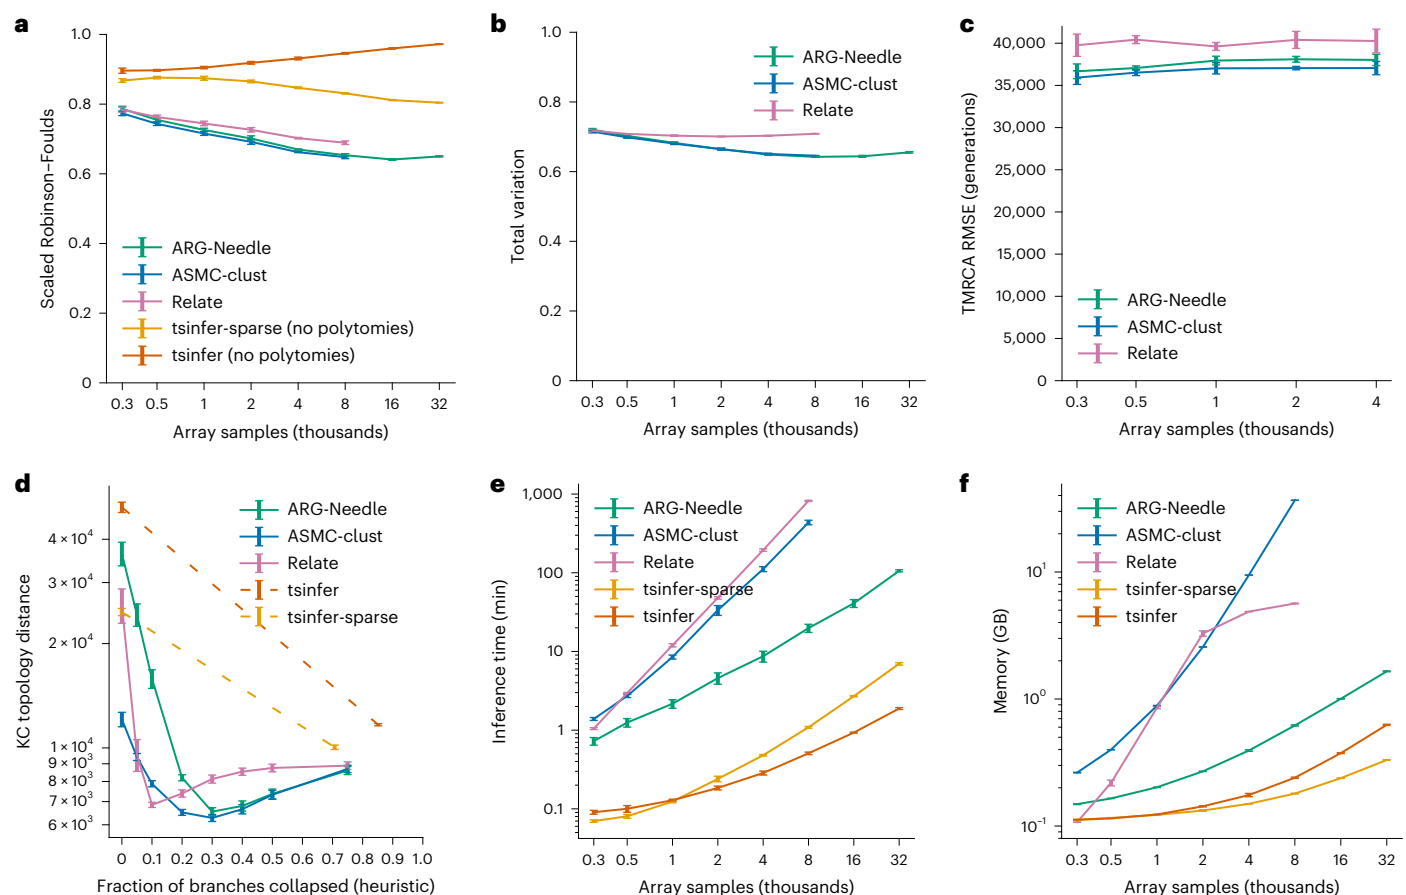 a
Scaled Robinson–Foulds
1.0
0.8
0.6
0.4
0.2
0
ARG-Needle
ASMC-clust
Relate
tsinfer-sparse (no polytomies)
tsinfer (no polytomies)
0.3 0.5 1 2 4 8 16 32
Array samples (thousands)
b
Total variation
1.0
0.8
0.6
0.4
0.2
0
ARG-Needle
ASMC-clust
Relate
0.3 0.5 1 2 4 8 16 32
Array samples (thousands)
c
TMRCA RMSE (generations)
40,000
35,000
30,000
25,000
20,000
15,000
10,000
5,000
0
ARG-Needle
ASMC-clust
Relate
0.3 0.5 1 2 4
Array samples (thousands)
d
KC topology distance
4 × 10⁴
3 × 10⁴
2 × 10⁴
1 × 10⁴
9 × 10³
8 × 10³
7 × 10³
6 × 10³
ARG-Needle
ASMC-clust
Relate
tsinfer
tsinfer-sparse
0 0.1 0.2 0.3 0.4 0.5 0.6 0.7 0.8 0.9 1.0
Fraction of branches collapsed (heuristic)
e
Inference time (min)
1,000
100
10
1
0.1
ARG-Needle
ASMC-clust
Relate
tsinfer-sparse
tsinfer
0.3 0.5 1 2 4 8 16 32
Array samples (thousands)
f
Memory (GB)
10¹
10⁰
10⁻¹
ARG-Needle
ASMC-clust
Relate
tsinfer-sparse
tsinfer
0.3 0.5 1 2 4 8 16 32
Array samples (thousands)